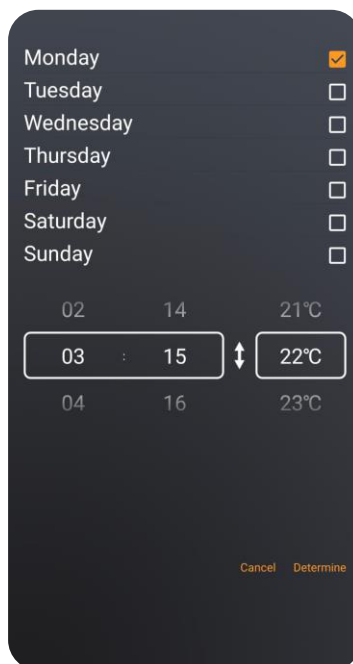 Monday
Tuesday
Wednesday
Thursday
Friday
Saturday
Sunday
02 14 21℃
03 : 15 22℃
04 16 23℃
Cancel Determine